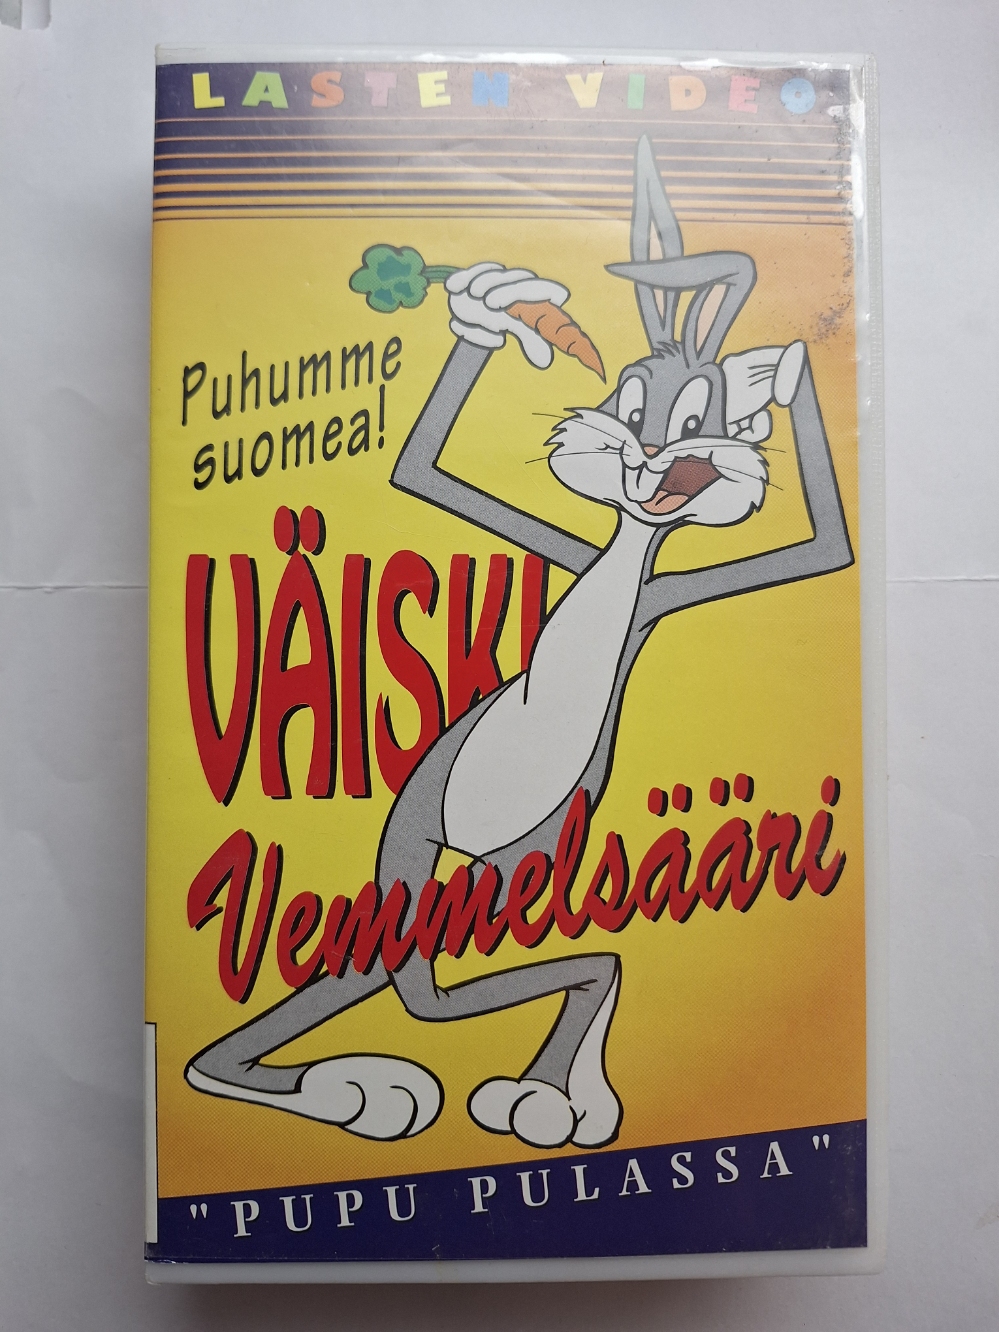 LASTEN VIDEO
Puhumme
suomea!
VÄISKI
Vemmelsääri
"PUPU PULASSA"